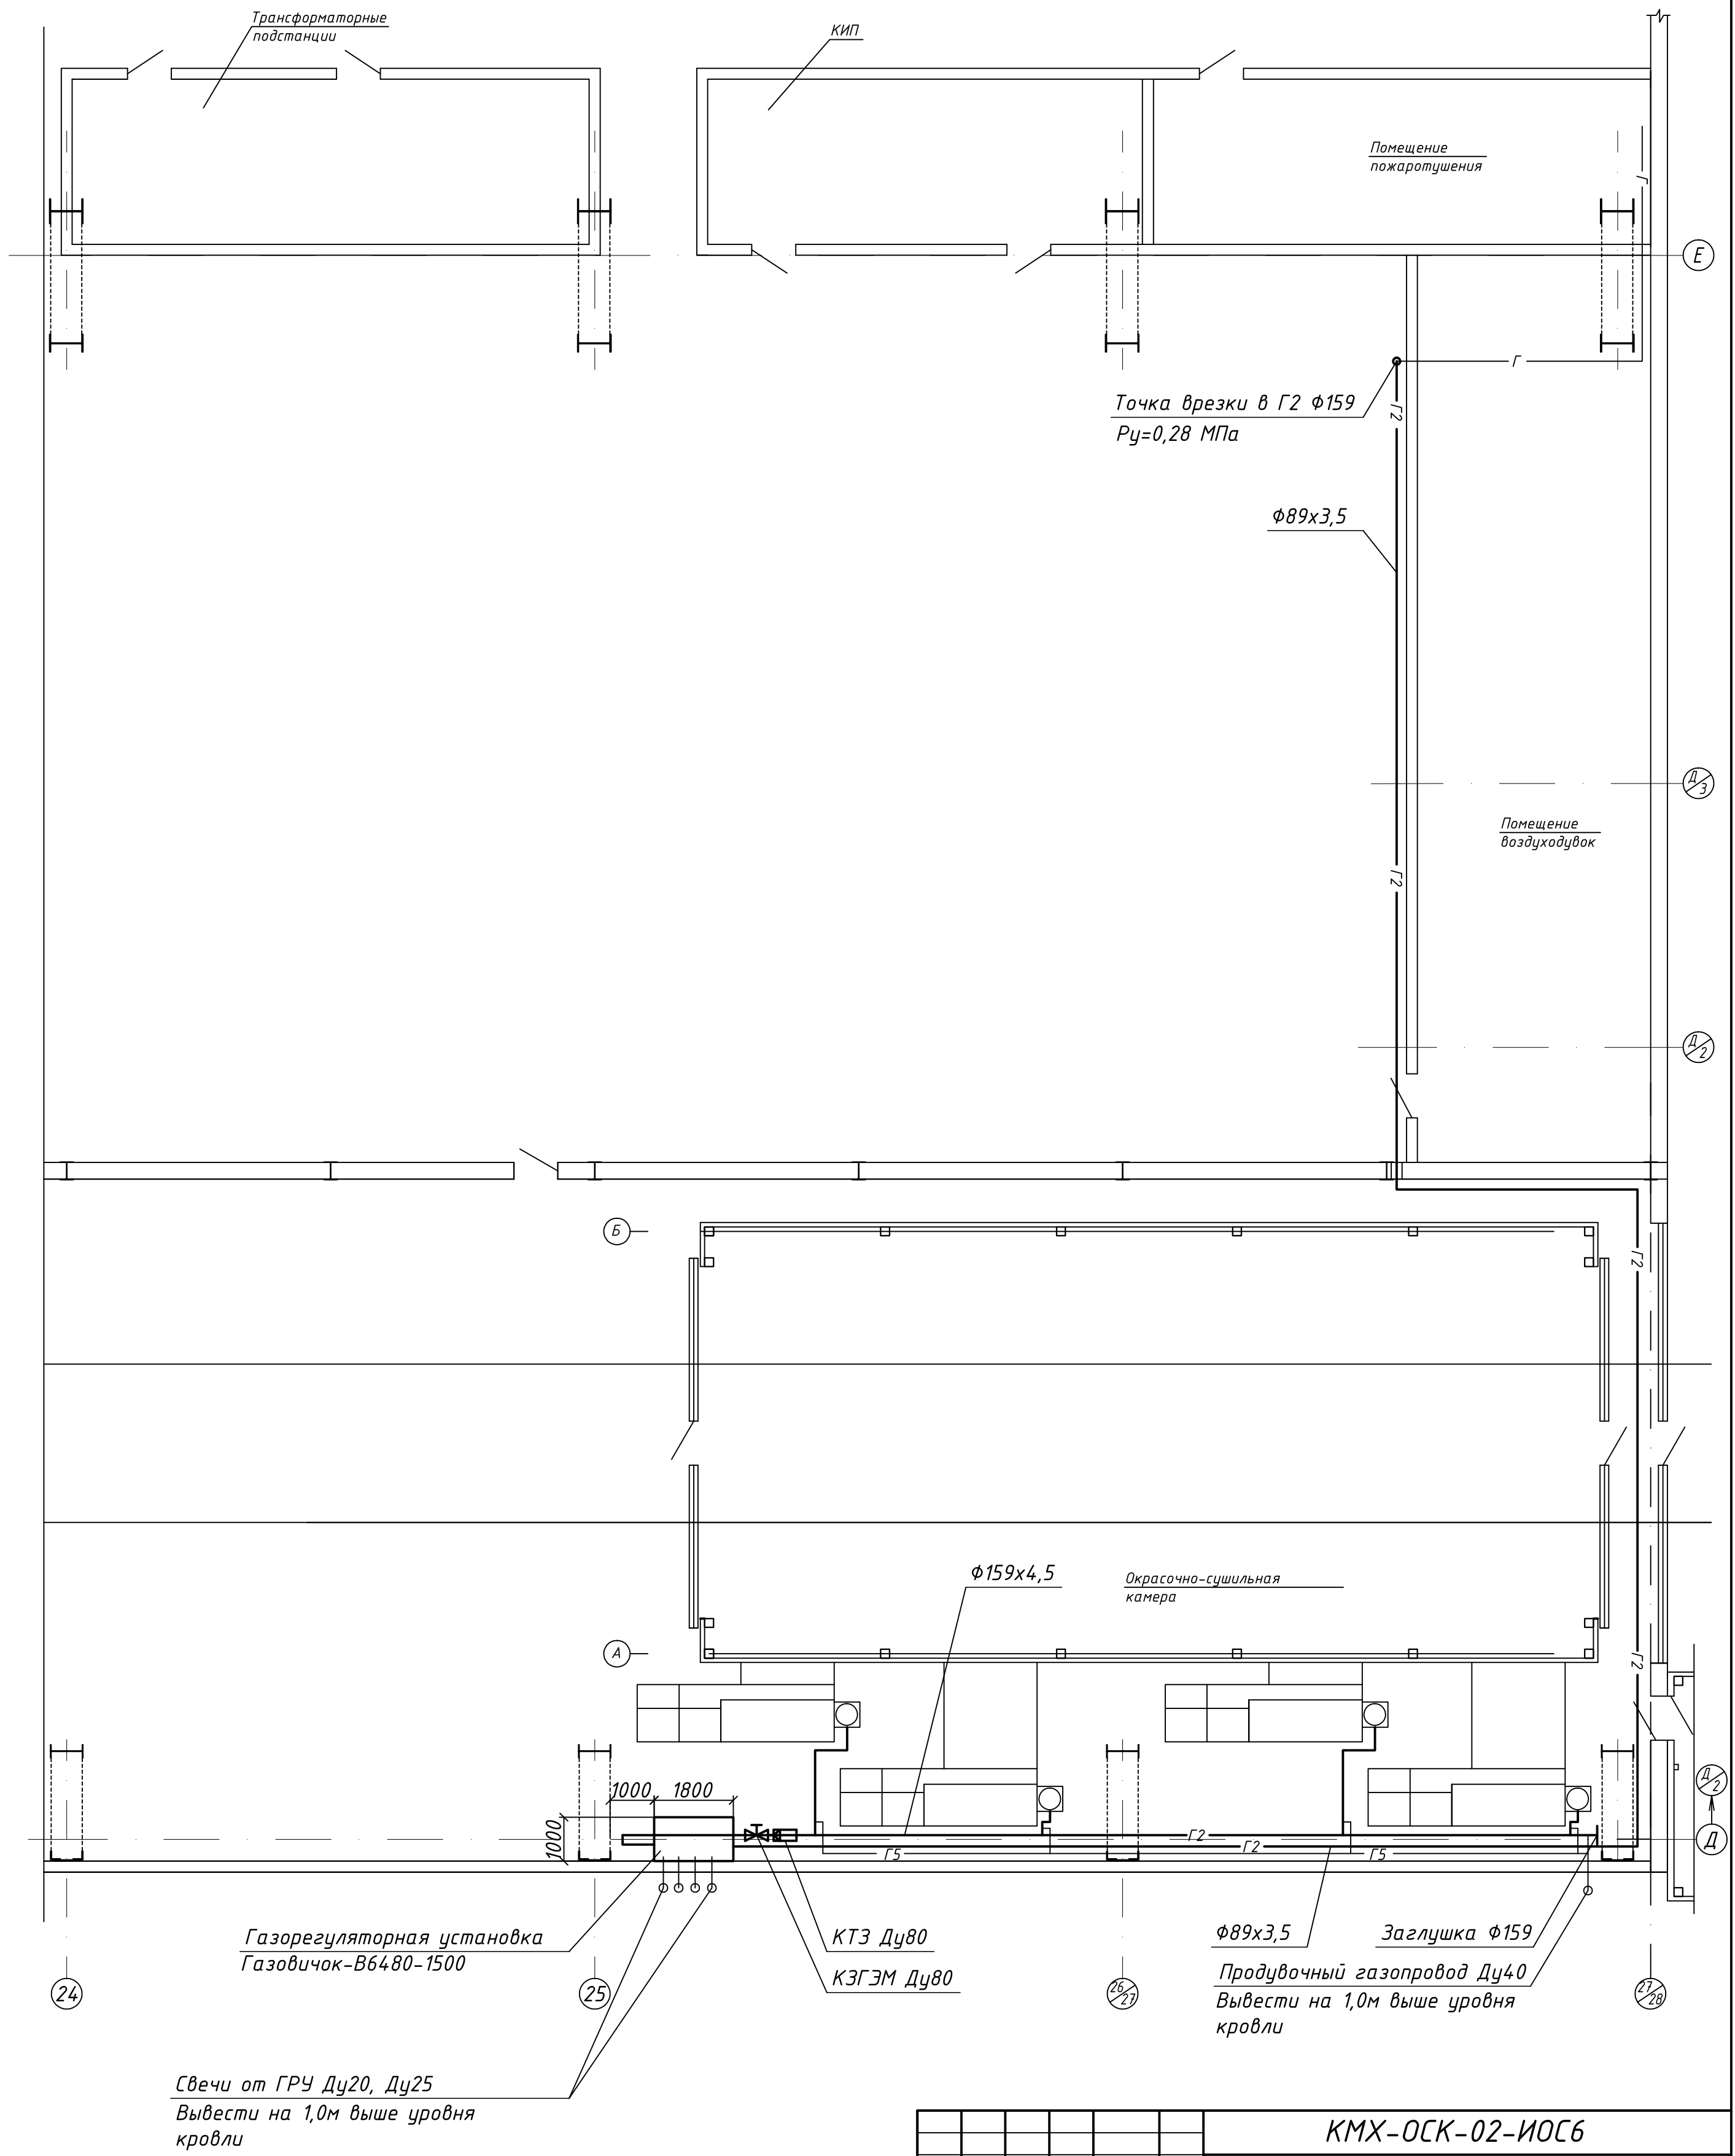 Трансформаторные
подстанции
КИП
Помещение
пожаротушения
Г
Е
Г
Точка врезки в Г2 Ф159
Ру=0,28 МПа
Г2
Ф89х3,5
Д/3
Помещение
воздуходувок
Г2
Д/2
Б
Г2
Ф159х4,5
Окрасочно-сушильная
камера
А
Г2
1000
1800
Д/2
1000
Г2
Д
Г2
Г5
Г5
Газорегуляторная установка
Газовичок-В6480-1500
КТЗ Ду80
КЗГЭМ Ду80
Ф89х3,5
Заглушка Ф159
Продувочный газопровод Ду40
Вывести на 1,0м выше уровня
кровли
24
25
26/27
27/28
Свечи от ГРУ Ду20, Ду25
Вывести на 1,0м выше уровня
кровли
КМХ-ОСК-02-ИОС6